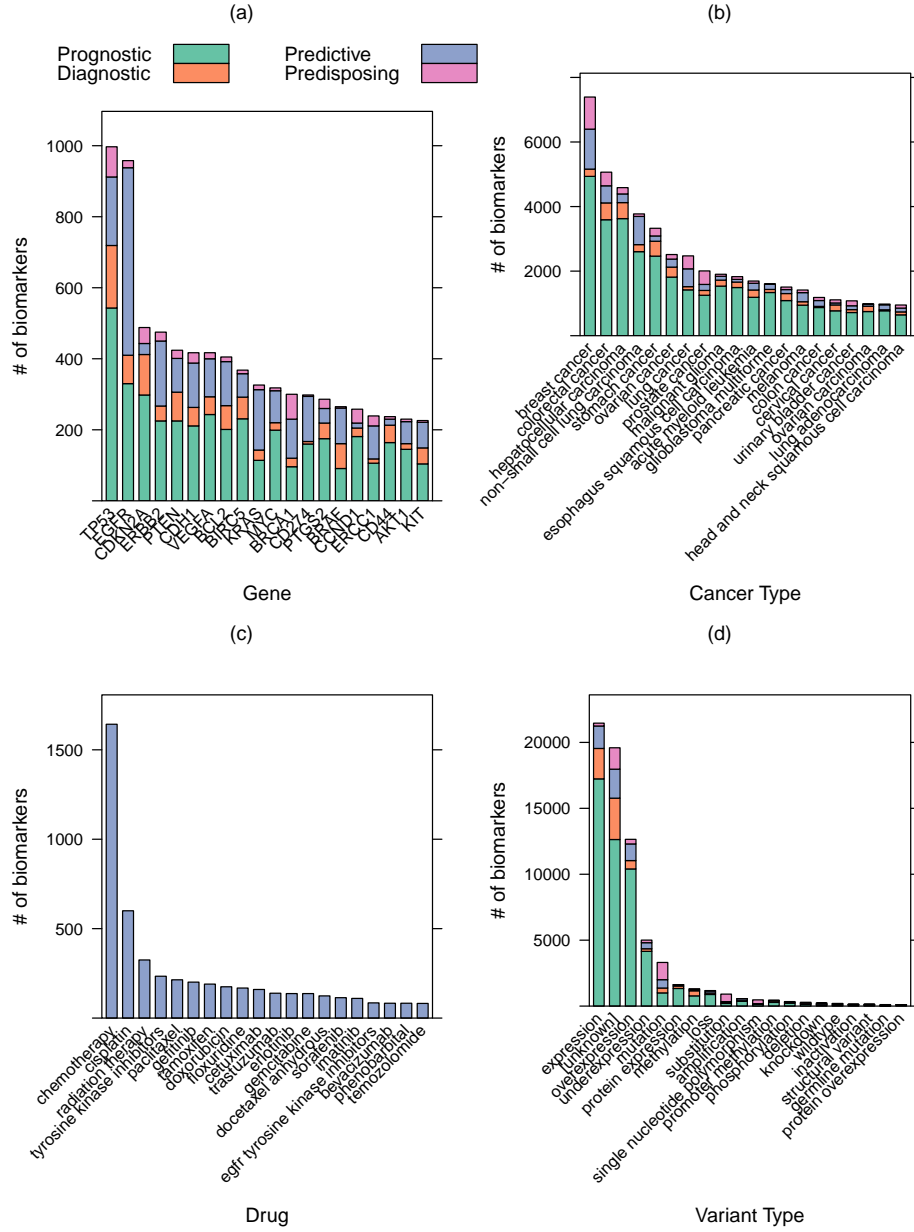 (a)
(b)
Prognostic
Diagnostic
Predictive
Predisposing
# of biomarkers
1000
800
600
400
200
TP53
EGFR
CDKN2A
ERBB2
PTEN
CDH1
VEGFA
BCL2
BIRC5
KRAS
MYC
BRCA1
CD274
PTGS2
BRAF
CCND1
ERCC1
CD44
AKT1
KIT
Gene
# of biomarkers
6000
4000
2000
breast cancer
colorectal cancer
hepatocellular carcinoma
non−small cell lung carcinoma
stomach cancer
ovarian cancer
lung cancer
prostate cancer
malignant glioma
esophagus squamous cell carcinoma
acute myeloid leukemia
glioblastoma multiforme
pancreatic cancer
melanoma
colon cancer
cervical cancer
urinary bladder cancer
ovarian carcinoma
lung adenocarcinoma
head and neck squamous cell carcinoma
Cancer Type
(c)
(d)
# of biomarkers
1500
1000
500
chemotherapy
cisplatin
radiation therapy
tyrosine kinase inhibitors
paclitaxel
gefitinib
tamoxifen
doxorubicin
floxuridine
cetuximab
trastuzumab
erlotinib
gemcitabine
docetaxel anhydrous
sorafenib
imatinib
egfr tyrosine kinase inhibitors
bevacizumab
phenobarbital
temozolomide
Drug
# of biomarkers
20000
15000
10000
5000
expression
[unknown]
overexpression
underexpression
mutation
protein expression
methylation
loss
substitution
amplification
single nucleotide polymorphism
promoter methylation
phosphorylation
deletion
knockdown
wildtype
inactivation
structural variant
germline mutation
protein overexpression
Variant Type